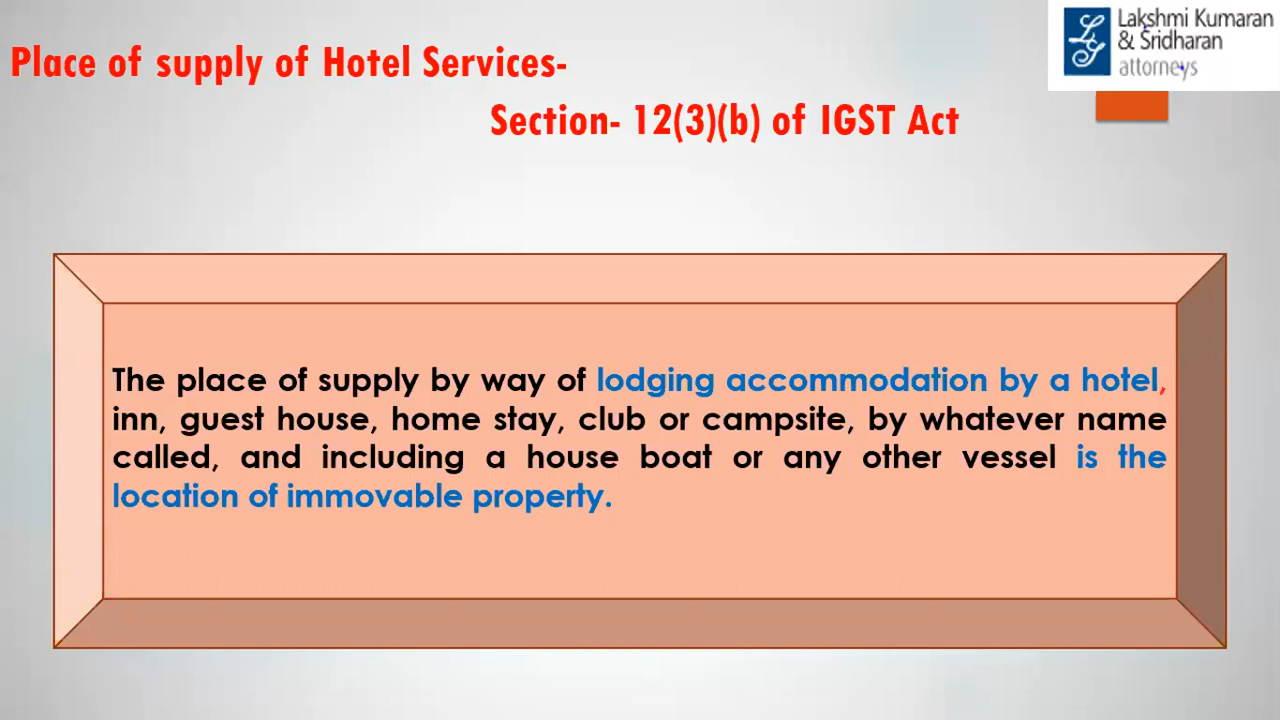 Place of supply of Hotel Services-
Section- 12(3)(b) of IGST Act
Lakshmi Kumaran
& Sridharan
attorneys
The place of supply by way of lodging accommodation by a hotel,
inn, guest house, home stay, club or campsite, by whatever name
called, and including a house boat or any other vessel is the
location of immovable property.